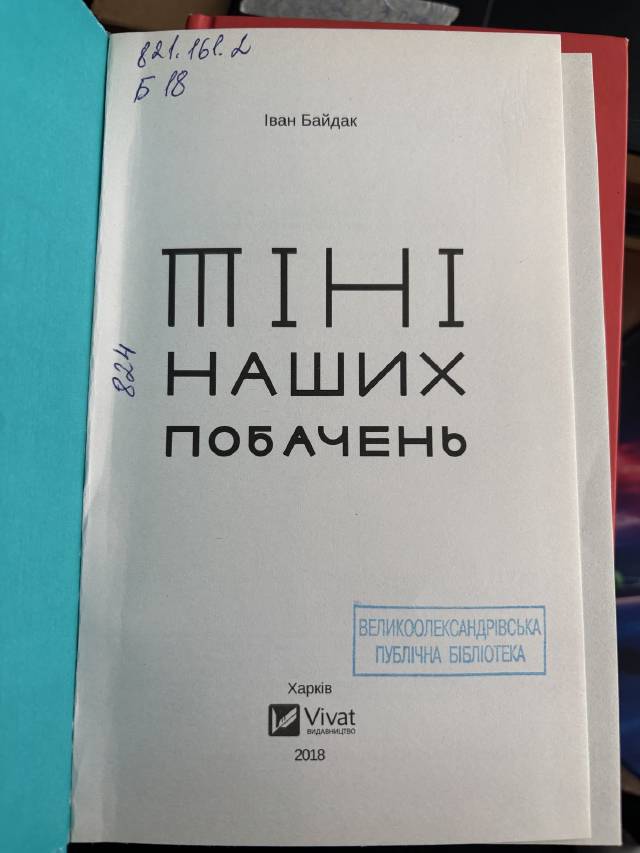 821.161.2
Б 18
Іван Байдак
ТІНІ
НАШИХ
824
ПОБАЧЕНЬ
ВЕЛИКООЛЕКСАНДРІВСЬКА
ПУБЛІЧНА БІБЛІОТЕКА
Харків
Vivat
ВИДАВНИЦТВО
2018